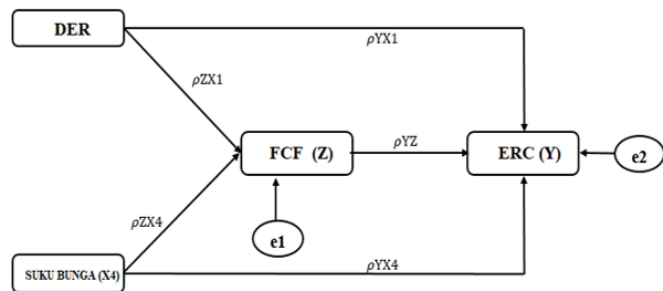 DER
ρYX1
ρZX1
FCF (Z)
ρYZ
ERC (Y)
e2
ρZX4
e1
SUKU BUNGA (X4)
ρYX4